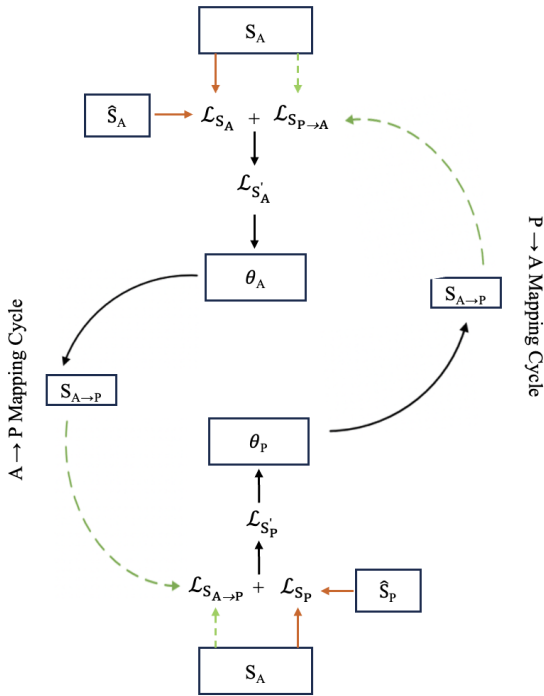 S_A
Ŝ_A
ℒ_{S_A} + ℒ_{S_{P→A}}
ℒ_{S'_A}
θ_A
S_{A→P}
P → A Mapping Cycle
S_{A→P}
A → P Mapping Cycle
θ_P
ℒ_{S'_P}
ℒ_{S_{A→P}} + ℒ_{S_P}
Ŝ_P
S_A